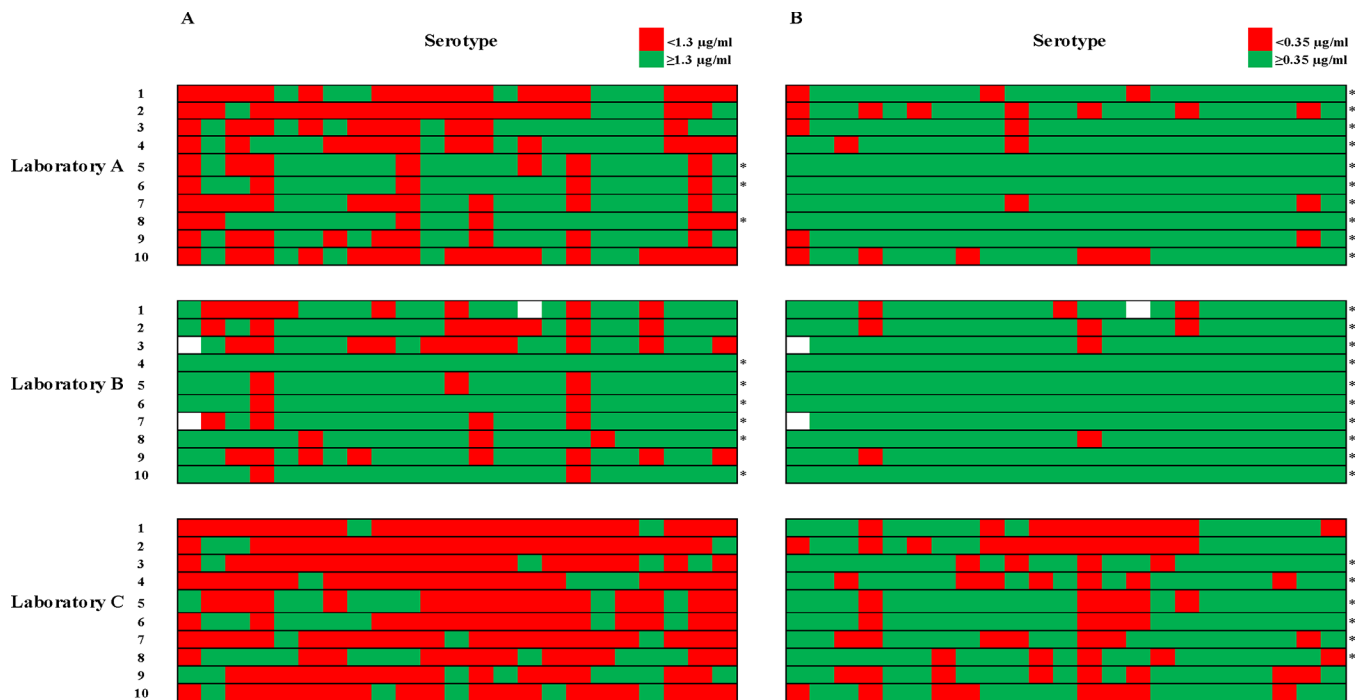 A
B
Serotype
<1.3 µg/ml
≥1.3 µg/ml
Serotype
<0.35 µg/ml
≥0.35 µg/ml
Laboratory A
1 *
2 *
3 *
4 *
5 * *
6 * *
7 *
8 * *
9 *
10 *
Laboratory B
1 *
2 *
3 *
4 * *
5 * *
6 * *
7 * *
8 * *
9 *
10 * *
Laboratory C
1
2
3 *
4 *
5 *
6 *
7 *
8 *
9
10